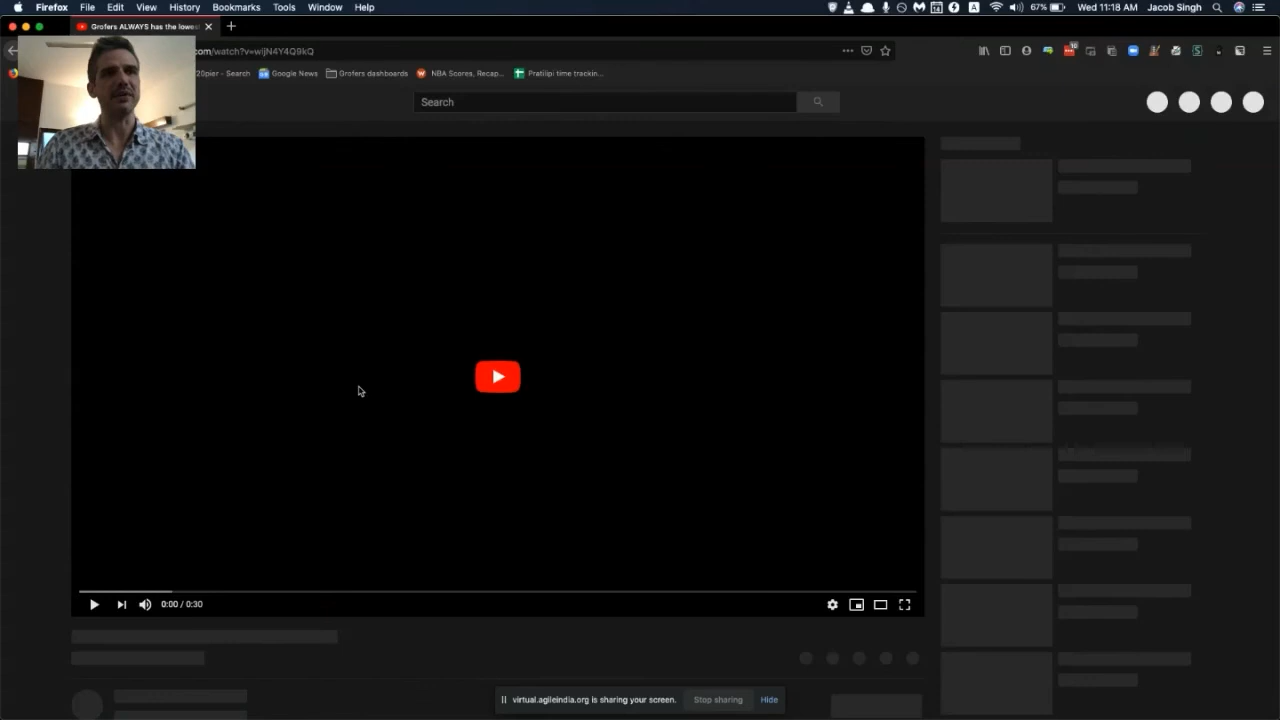 Firefox File Edit View History Bookmarks Tools Window Help 67% Wed 11:18 AM Jacob Singh
Grofers ALWAYS has the lowest
com/watch?v=wijN4Y4Q9kQ
20pier - Search Google News Grofers dashboards NBA Scores, Recap... Pratilipi time trackin...
Search
0:00 / 0:30
virtual.agileindia.org is sharing your screen. Stop sharing Hide